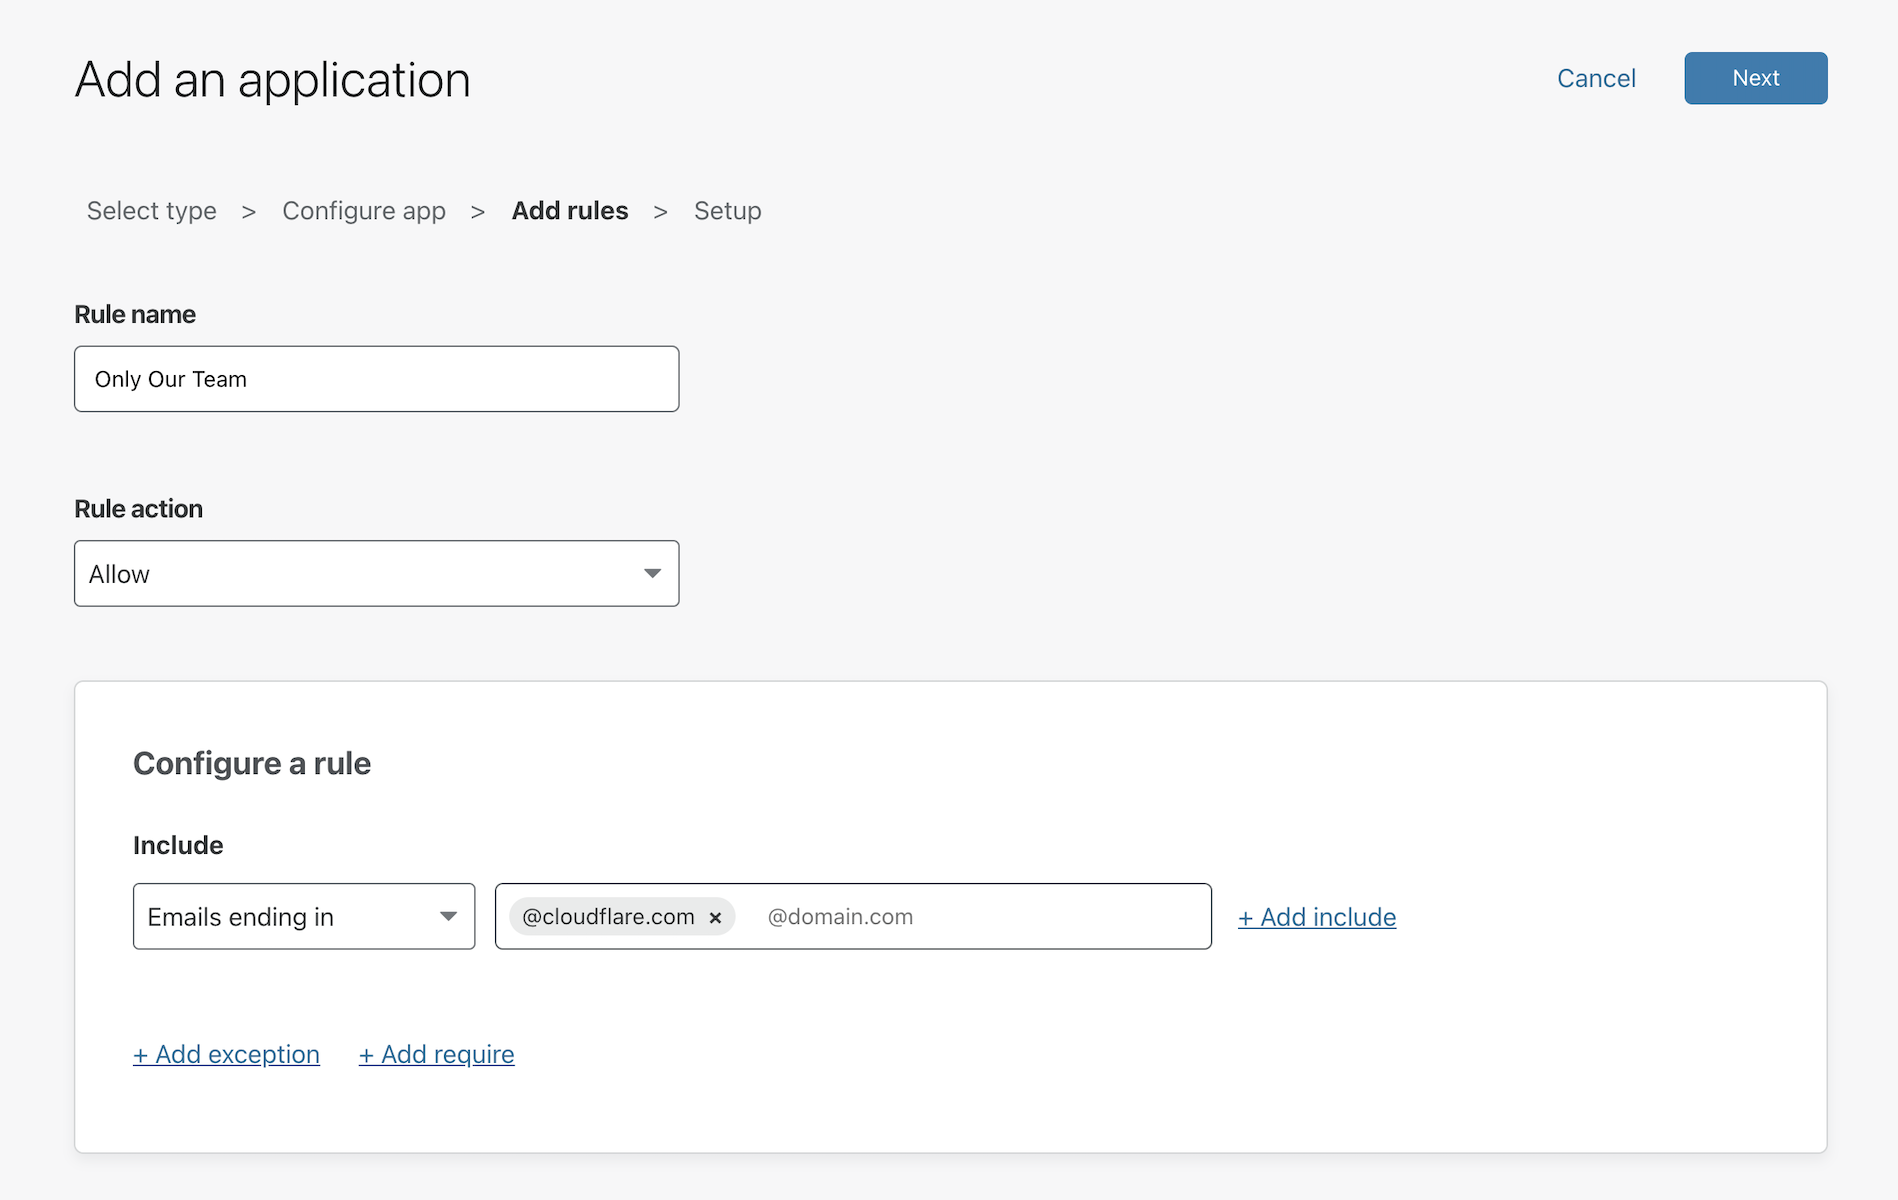 Add an application
Cancel
Next
Select type > Configure app > Add rules > Setup
Rule name
Only Our Team
Rule action
Allow
Configure a rule
Include
Emails ending in
@cloudflare.com × @domain.com
+ Add include
+ Add exception
+ Add require